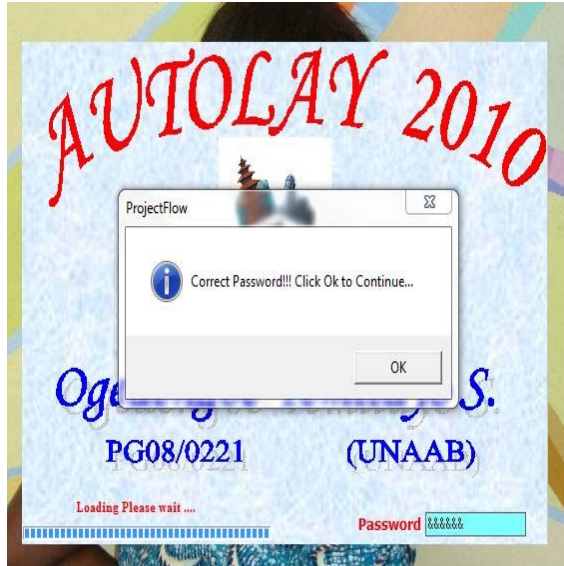 AUTOLAY 2010
ProjectFlow
Correct Password!!! Click Ok to Continue...
OK
S.
PG08/0221 (UNAAB)
Loading Please wait ....
Password &&&&&&